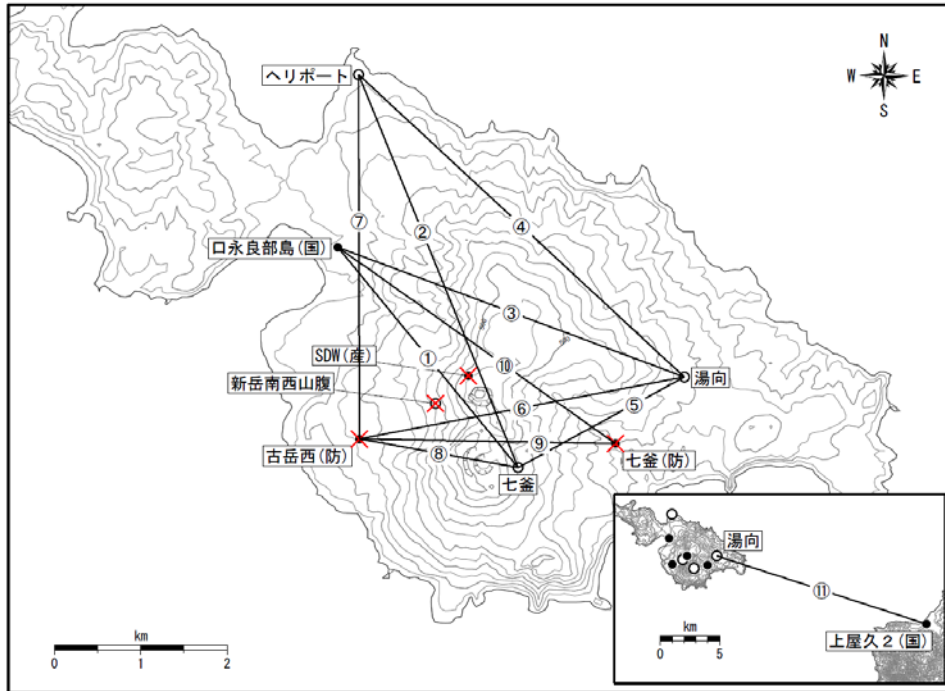 N
W E
S
ヘリポート
⑦
②
④
口永良部島(国)
③
SDW(産)
①
⑩
新岳南西山腹
湯向
⑥
⑤
古岳西(防)
⑧
⑨
七釜(防)
七釜
湯向
⑪
上屋久2(国)
km
0 5
km
0 1 2